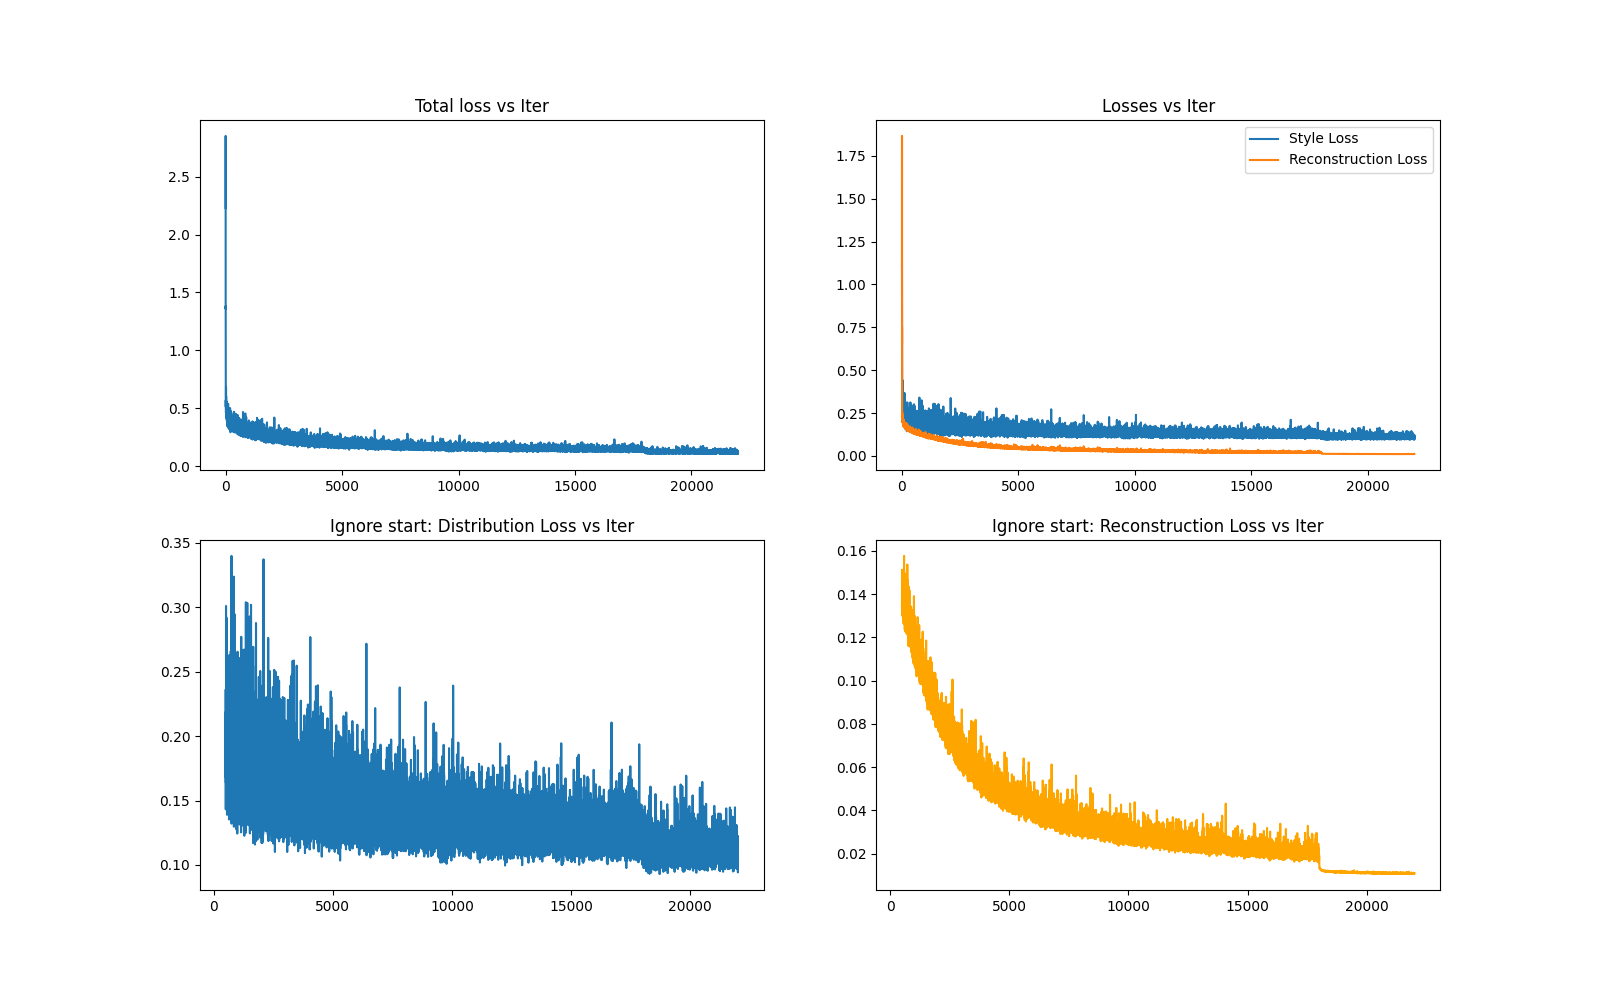 Total loss vs Iter
2.5
2.0
1.5
1.0
0.5
0.0
0 5000 10000 15000 20000
Losses vs Iter
Style Loss
Reconstruction Loss
1.75
1.50
1.25
1.00
0.75
0.50
0.25
0.00
0 5000 10000 15000 20000
Ignore start: Distribution Loss vs Iter
0.35
0.30
0.25
0.20
0.15
0.10
0 5000 10000 15000 20000
Ignore start: Reconstruction Loss vs Iter
0.16
0.14
0.12
0.10
0.08
0.06
0.04
0.02
0 5000 10000 15000 20000